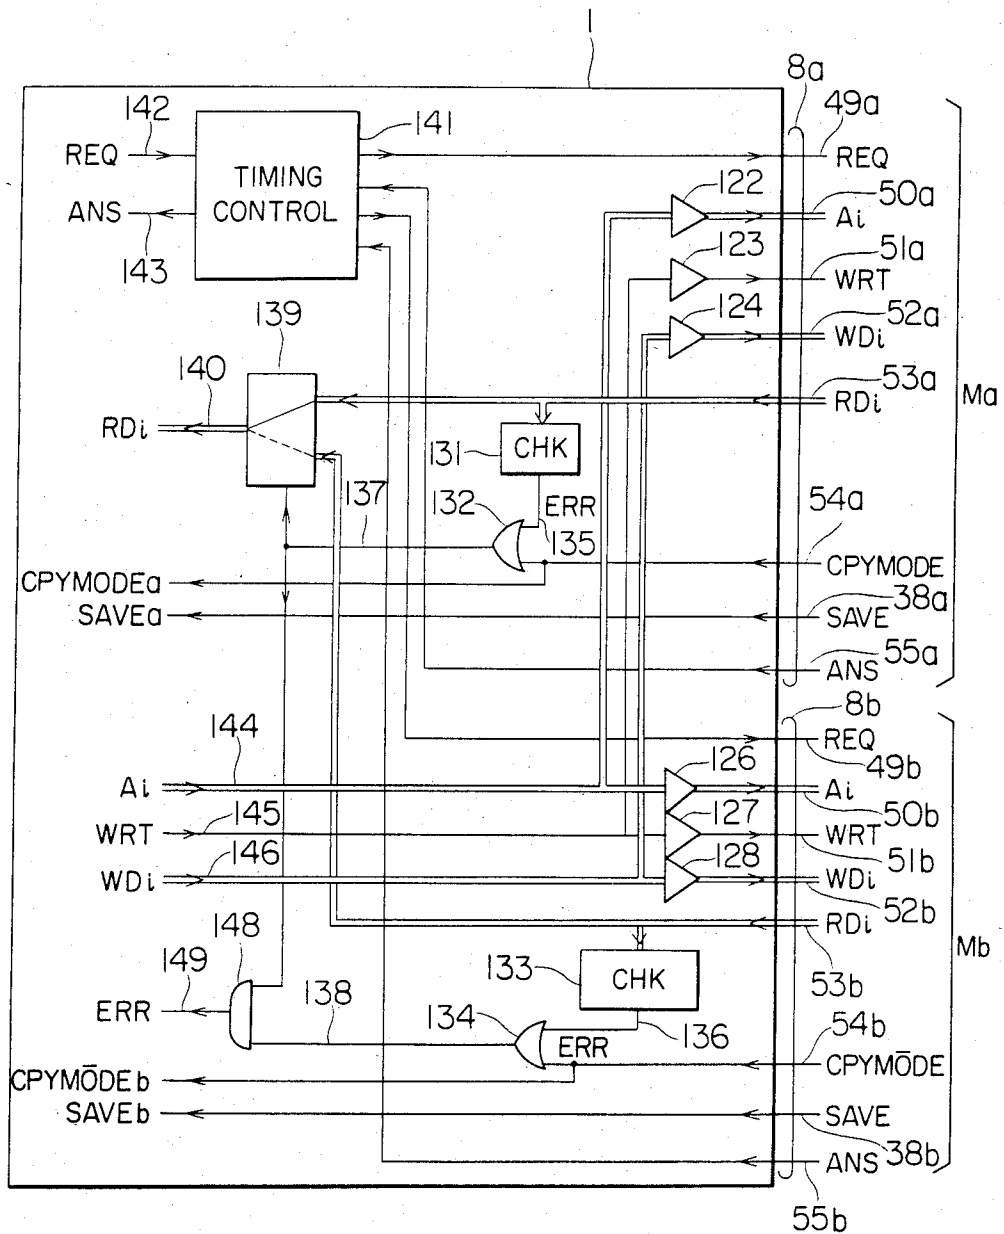 1
8a
142
141
49a
REQ
REQ
TIMING
CONTROL
122
50a
ANS
Ai
143
123
51a
WRT
139
124
52a
WDi
140
53a
RDi
RDi
Ma
131
CHK
137
132
ERR
135
54a
CPYMODE
CPYMODEa
38a
SAVEa
SAVE
55a
ANS
8b
144
REQ
126
49b
Ai
Ai
127
50b
WRT
145
WRT
146
128
51b
WDi
WDi
52b
RDi
148
133
CHK
53b
Mb
149
138
134
136
54b
ERR
ERR
CPYMŌDE
CPYMŌDEb
SAVEb
SAVE
38b
ANS
55b